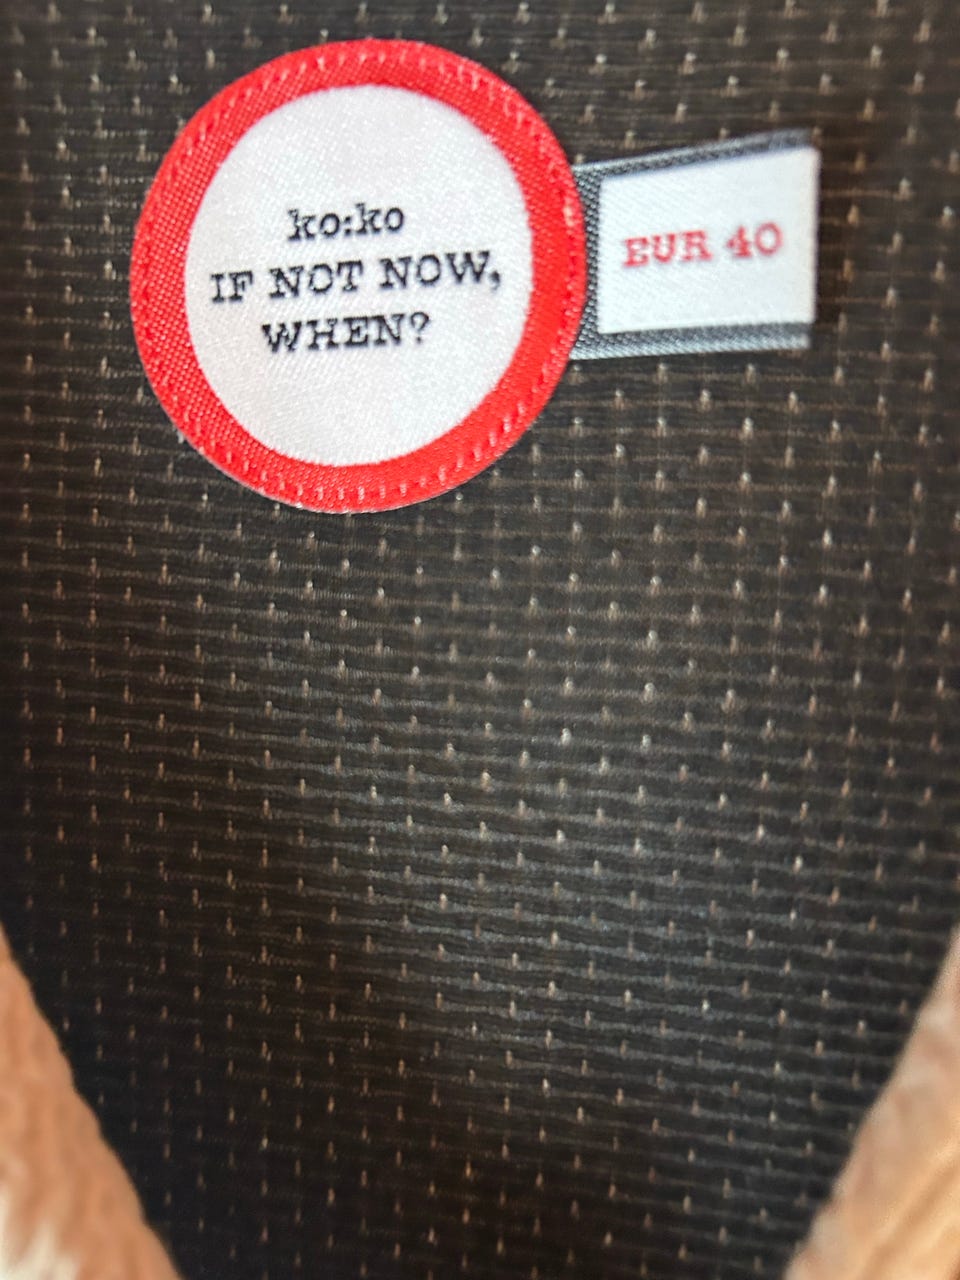 ko:ko
IF NOT NOW,
WHEN?
EUR 40